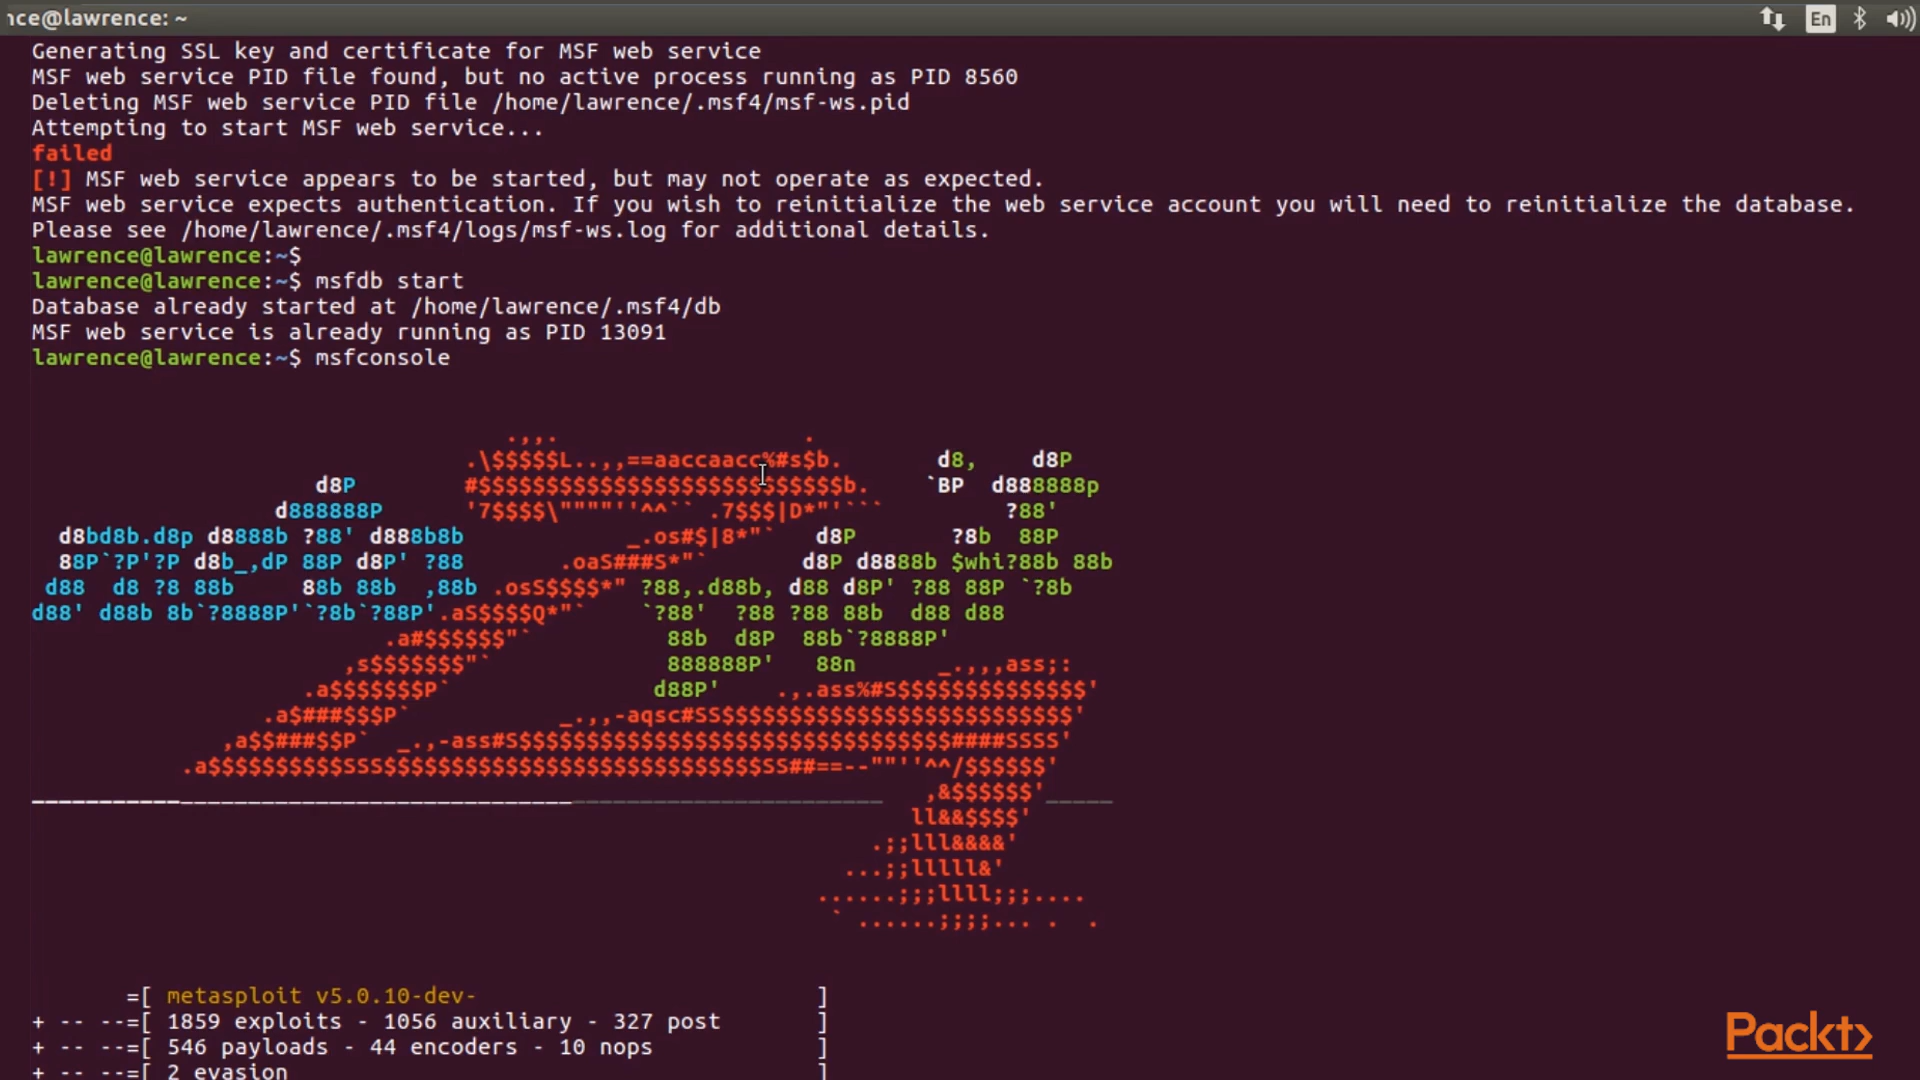 nce@lawrence: ~
En
Generating SSL key and certificate for MSF web service
MSF web service PID file found, but no active process running as PID 8560
Deleting MSF web service PID file /home/lawrence/.msf4/msf-ws.pid
Attempting to start MSF web service...
failed
[!] MSF web service appears to be started, but may not operate as expected.
MSF web service expects authentication. If you wish to reinitialize the web service account you will need to reinitialize the database.
Please see /home/lawrence/.msf4/logs/msf-ws.log for additional details.
lawrence@lawrence:~$
lawrence@lawrence:~$ msfdb start
Database already started at /home/lawrence/.msf4/db
MSF web service is already running as PID 13091
lawrence@lawrence:~$ msfconsole
=[ metasploit v5.0.10-dev- ]
+ -- --=[ 1859 exploits - 1056 auxiliary - 327 post ]
+ -- --=[ 546 payloads - 44 encoders - 10 nops ]
+ -- --=[ 2 evasion ]
Packt>